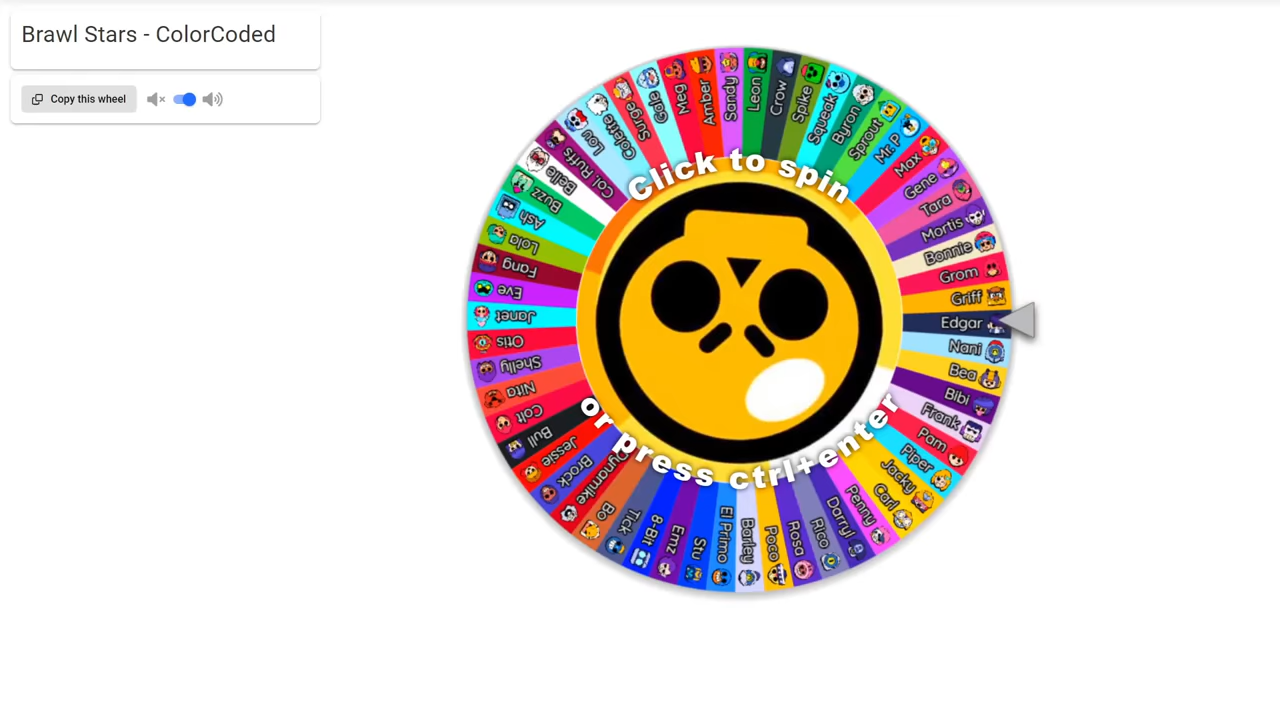 Brawl Stars - ColorCoded
Copy this wheel
Click to spin
or press ctrl+enter
Edgar
Nani
Bea
Bibi
Frank
Pam
Piper
Jacky
Carl
Penny
Darryl
Rico
Rosa
Poco
Barley
El Primo
Stu
Emz
8-Bit
Tick
Bo
Dynamike
Brock
Jessie
Bull
Colt
Nita
Shelly
Otis
Janet
Eve
Fang
Lola
Ash
Buzz
Belle
Col. Ruffs
Lou
Colette
Surge
Gale
Meg
Amber
Sandy
Leon
Crow
Spike
Squeak
Byron
Sprout
Mr. P
Max
Gene
Tara
Mortis
Bonnie
Grom
Griff